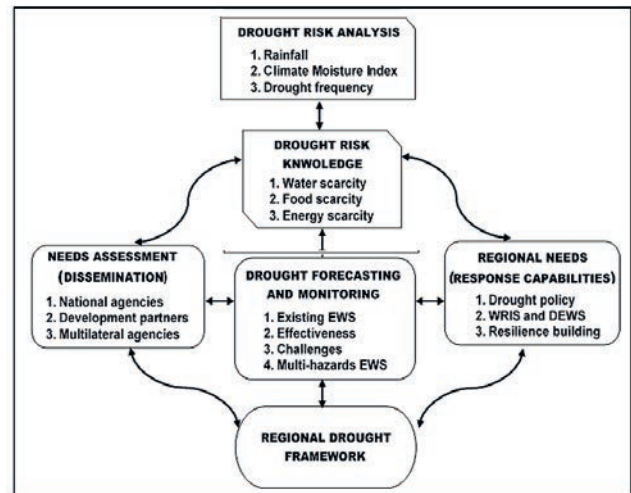 DROUGHT RISK ANALYSIS
1. Rainfall
2. Climate Moisture Index
3. Drought frequency
DROUGHT RISK
KNWOLEDGE
1. Water scarcity
2. Food scarcity
3. Energy scarcity
NEEDS ASSESSMENT
(DISSEMINATION)
1. National agencies
2. Development partners
3. Multilateral agencies
DROUGHT FORECASTING
AND MONITORING
1. Existing EWS
2. Effectiveness
3. Challenges
4. Multi-hazards EWS
REGIONAL NEEDS
(RESPONSE CAPABILITIES)
1. Drought policy
2. WRIS and DEWS
3. Resilience building
REGIONAL DROUGHT
FRAMEWORK